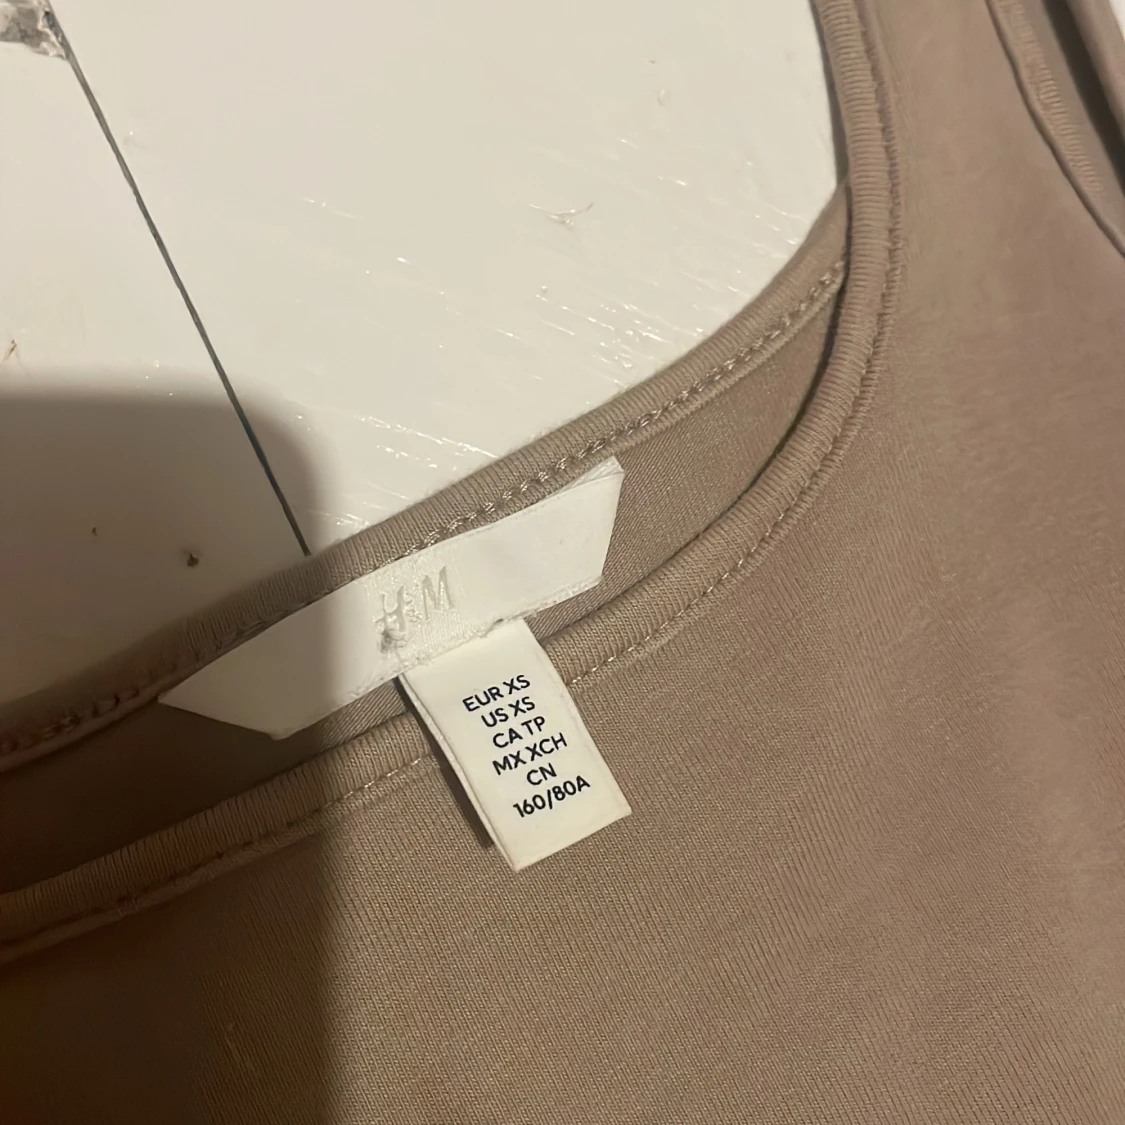 H&M
EUR XS
US XS
CA TP
MX XCH
CN
160/80A